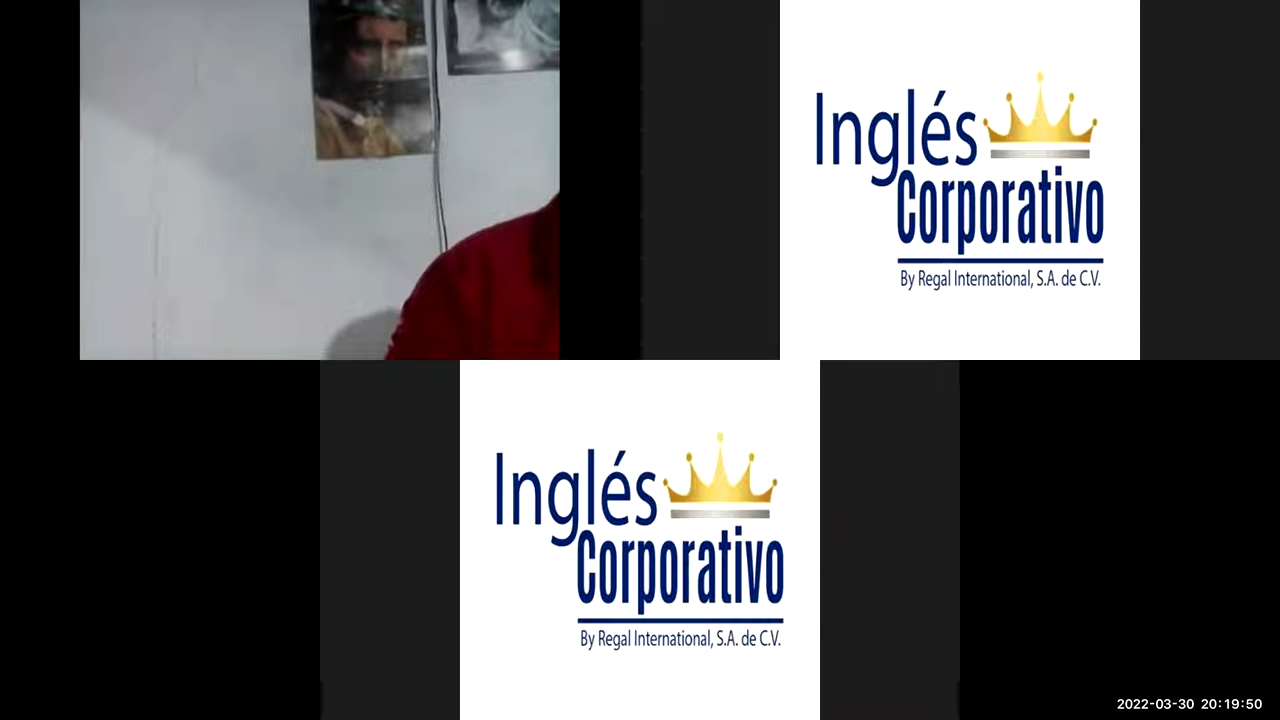 Inglés
Corporativo
By Regal International, S.A. de C.V.
Inglés
Corporativo
By Regal International, S.A. de C.V.
2022-03-30 20:19:50